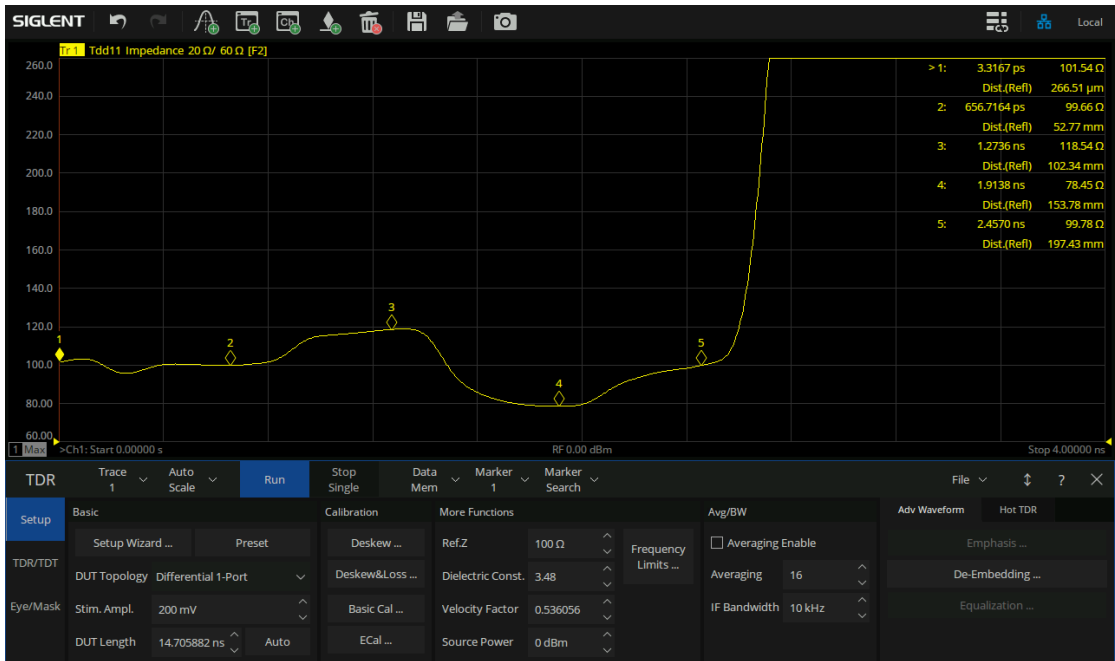 SIGLENT Tr Ch Local
Tr 1 Tdd11 Impedance 20 Ω/ 60 Ω [F2]
260.0
240.0
220.0
200.0
180.0
160.0
140.0
120.0
100.0
80.00
60.00
> 1: 3.3167 ps 101.54 Ω
Dist.(Refl) 266.51 µm
2: 656.7164 ps 99.66 Ω
Dist.(Refl) 52.77 mm
3: 1.2736 ns 118.54 Ω
Dist.(Refl) 102.34 mm
4: 1.9138 ns 78.45 Ω
Dist.(Refl) 153.78 mm
5: 2.4570 ns 99.78 Ω
Dist.(Refl) 197.43 mm
1
2
3
4
5
1 Max >Ch1: Start 0.00000 s RF 0.00 dBm Stop 4.00000 ns
TDR Trace 1 Auto Scale Run Stop Single Data Mem Marker 1 Marker Search File ?
Setup
TDR/TDT
Eye/Mask
Basic
Setup Wizard ... Preset
DUT Topology Differential 1-Port
Stim. Ampl. 200 mV
DUT Length 14.705882 ns Auto
Calibration
Deskew ...
Deskew&Loss ...
Basic Cal ...
ECal ...
More Functions
Ref.Z 100 Ω
Dielectric Const. 3.48
Velocity Factor 0.536056
Source Power 0 dBm
Frequency
Limits ...
Avg/BW
Averaging Enable
Averaging 16
IF Bandwidth 10 kHz
Adv Waveform Hot TDR
Emphasis ...
De-Embedding ...
Equalization ...